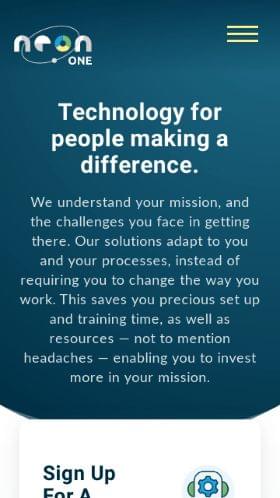 neon
ONE
Technology for
people making a
difference.
We understand your mission, and
the challenges you face in getting
there. Our solutions adapt to you
and your processes, instead of
requiring you to change the way you
work. This saves you precious set up
and training time, as well as
resources — not to mention
headaches — enabling you to invest
more in your mission.
Sign Up
For A